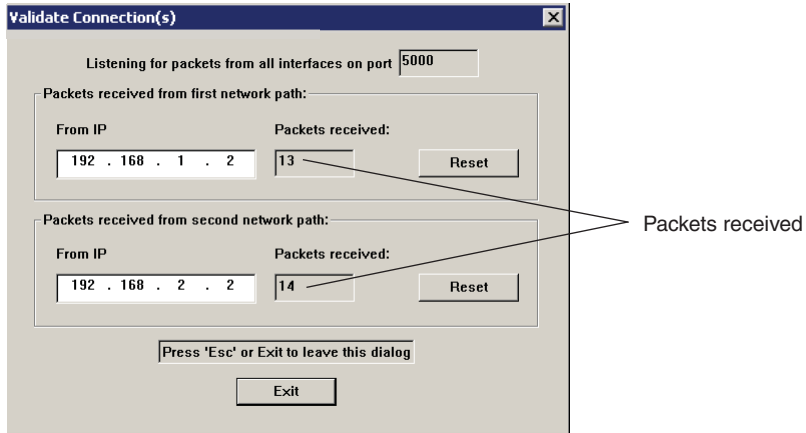 Validate Connection(s)
Listening for packets from all interfaces on port 5000
Packets received from first network path:
From IP Packets received:
192 . 168 . 1 . 2 13 Reset
Packets received from second network path:
From IP Packets received:
192 . 168 . 2 . 2 14 Reset
Packets received
Press 'Esc' or Exit to leave this dialog
Exit